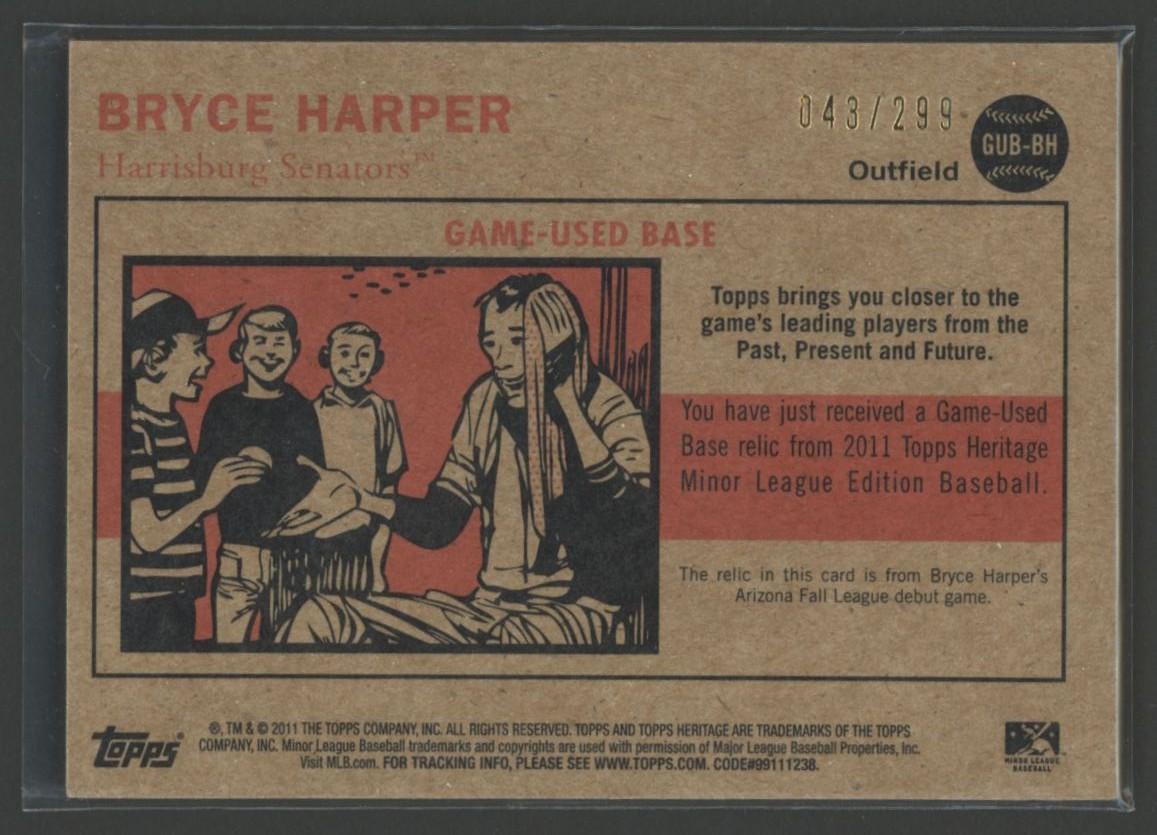 BRYCE HARPER
043/299
GUB-BH
Harrisburg Senators™
Outfield
GAME-USED BASE
Topps brings you closer to the
game's leading players from the
Past, Present and Future.
You have just received a Game-Used
Base relic from 2011 Topps Heritage
Minor League Edition Baseball.
The relic in this card is from Bryce Harper's
Arizona Fall League debut game.
topps®
®, TM & © 2011 THE TOPPS COMPANY, INC. ALL RIGHTS RESERVED. TOPPS AND TOPPS HERITAGE ARE TRADEMARKS OF THE TOPPS
COMPANY, INC. Minor League Baseball trademarks and copyrights are used with permission of Major League Baseball Properties, Inc.
Visit MLB.com. FOR TRACKING INFO, PLEASE SEE WWW.TOPPS.COM. CODE#99111238.
MINOR LEAGUE
BASEBALL